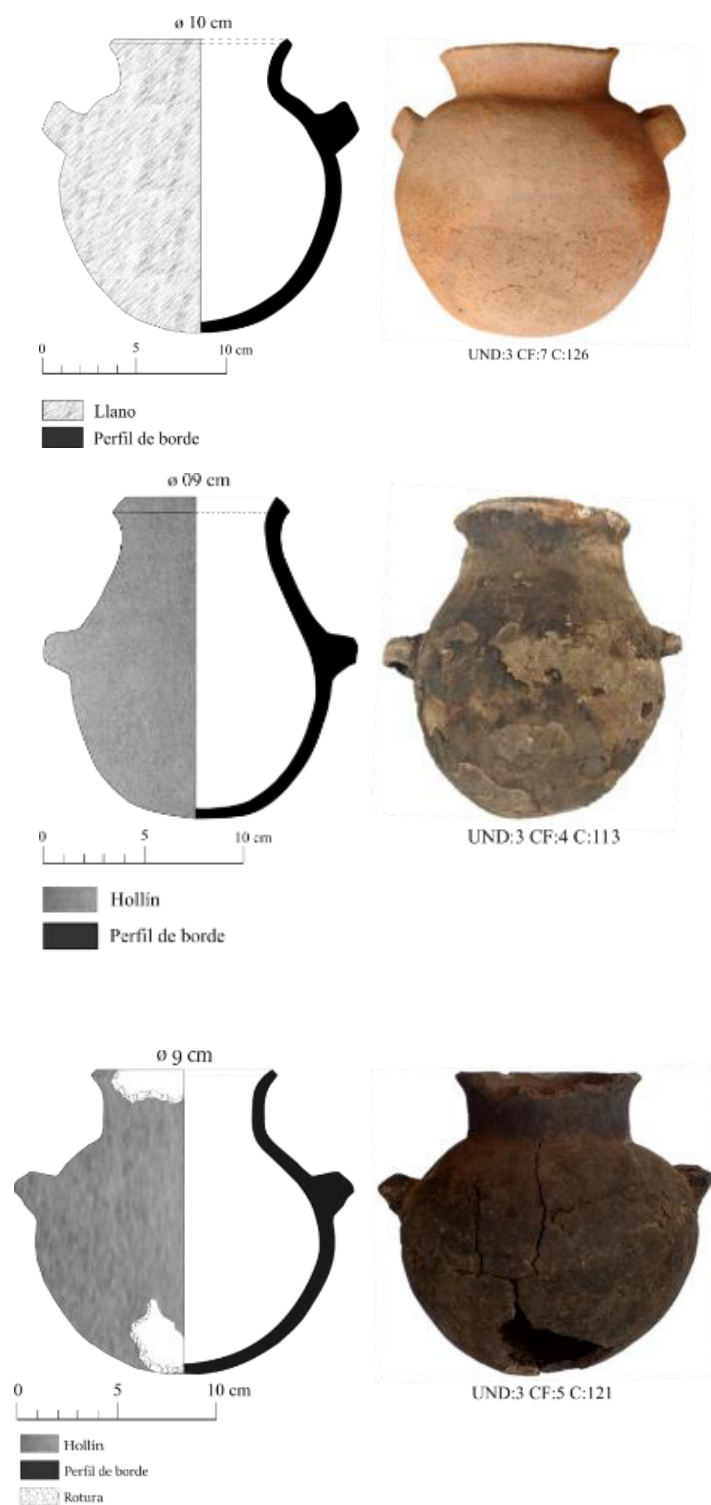 ø 10 cm
0 5 10 cm
UND:3 CF:7 C:126
Llano
Perfil de borde
ø 09 cm
0 5 10 cm
UND:3 CF:4 C:113
Hollín
Perfil de borde
ø 9 cm
0 5 10 cm
UND:3 CF:5 C:121
Hollín
Perfil de borde
Rotura